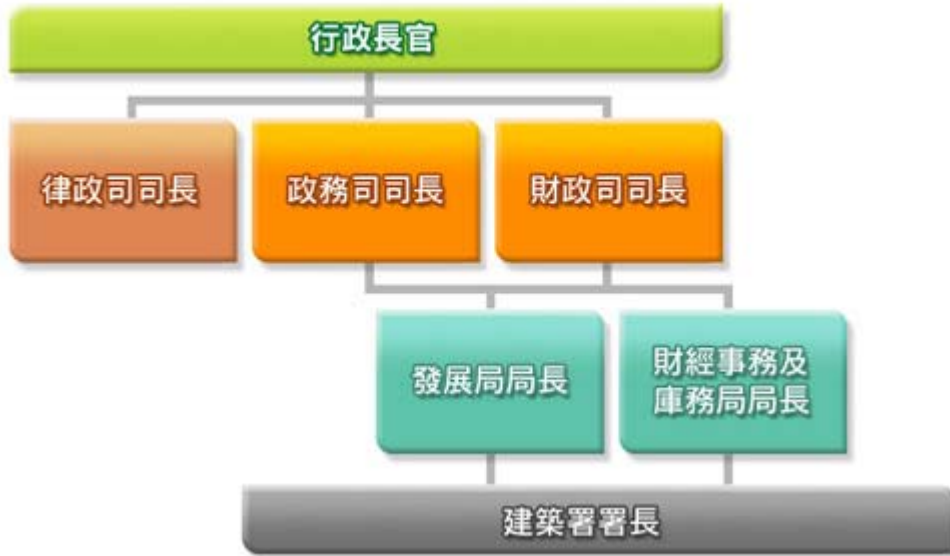 行政長官
律政司司長
政務司司長
財政司司長
發展局局長
財經事務及
庫務局局長
建築署署長